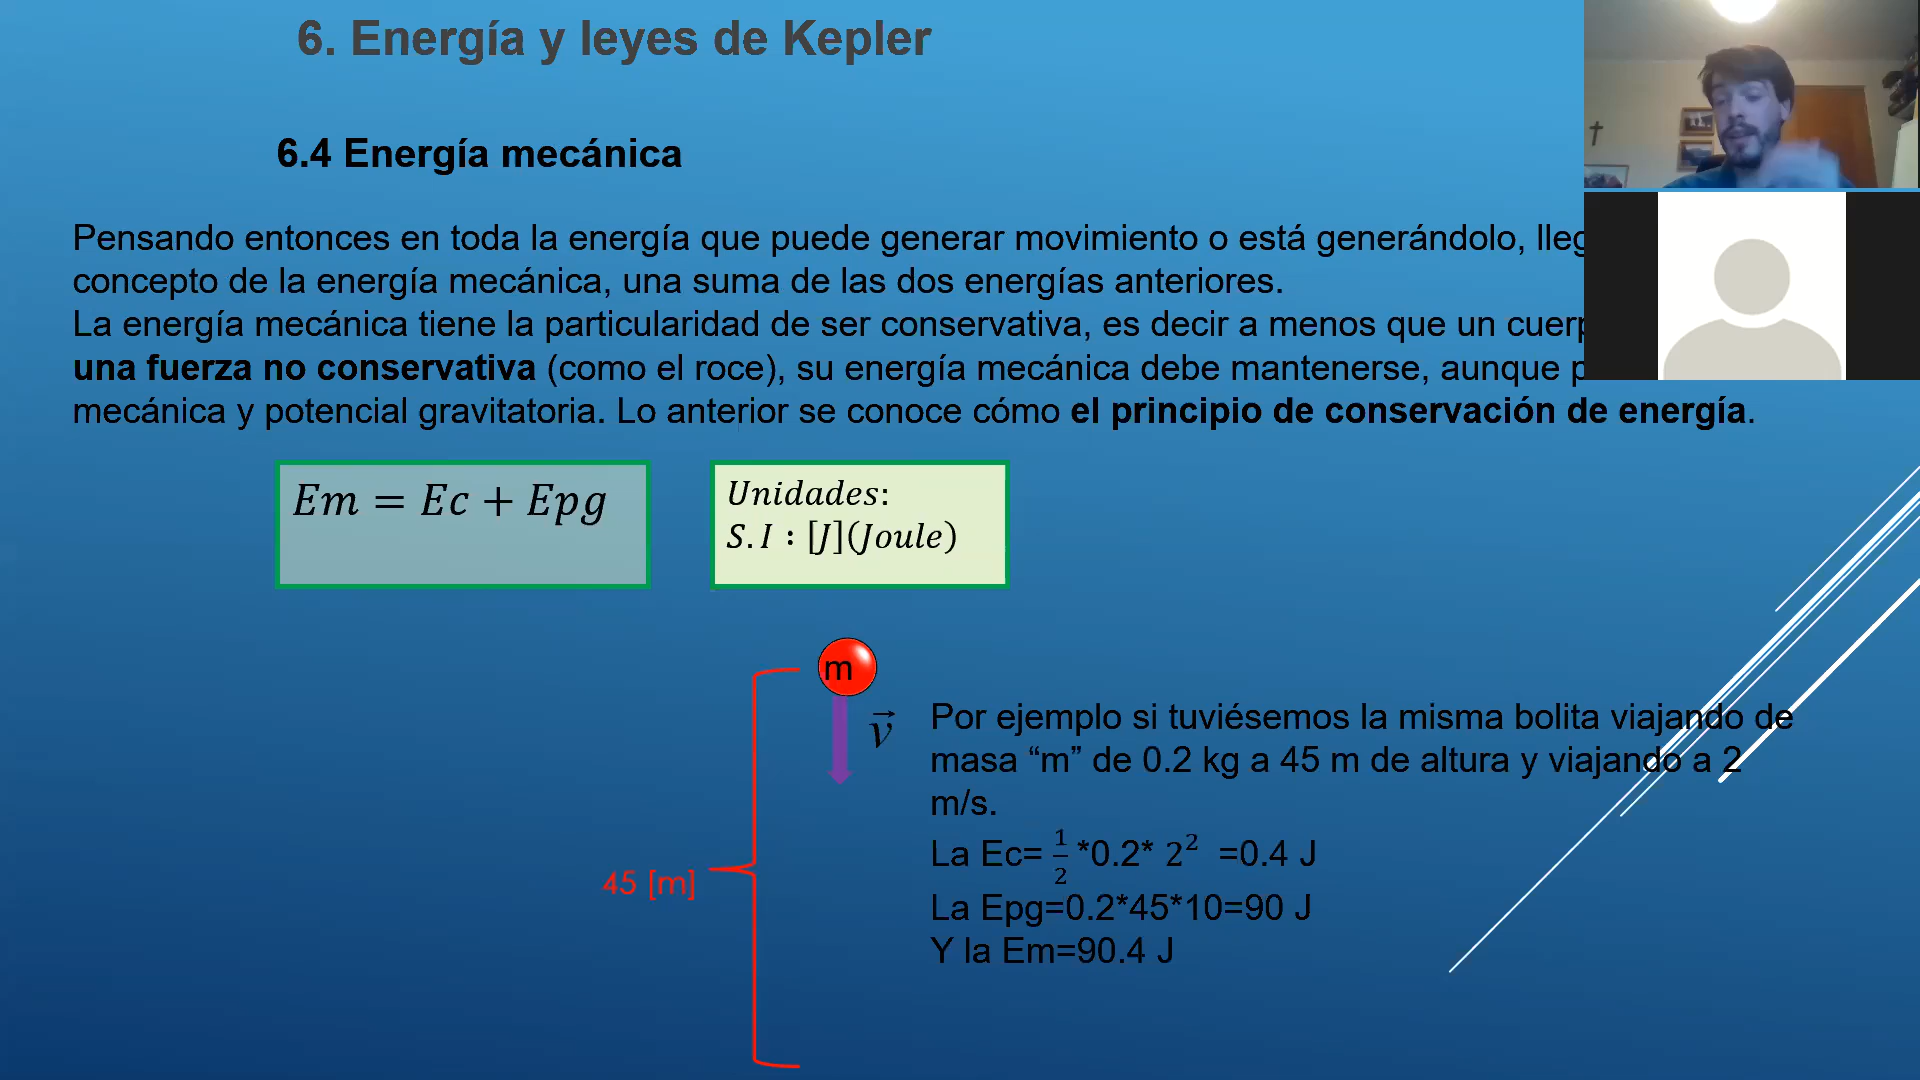 6. Energía y leyes de Kepler
6.4 Energía mecánica
Pensando entonces en toda la energía que puede generar movimiento o está generándolo,
concepto de la energía mecánica, una suma de las dos energías anteriores.
La energía mecánica tiene la particularidad de ser conservativa, es decir a menos que un
una fuerza no conservativa (como el roce), su energía mecánica debe mantenerse, aunque
mecánica y potencial gravitatoria. Lo anterior se conoce cómo el principio de conservación de energía.
Em = Ec + Epg
Unidades:
S.I : [J](Joule)
m
v⃗
Por ejemplo si tuviésemos la misma bolita viajando de
masa “m” de 0.2 kg a 45 m de altura y viajando a 2
m/s.
La Ec= 1/2 *0.2* 2² =0.4 J
45 [m]
La Epg=0.2*45*10=90 J
Y la Em=90.4 J